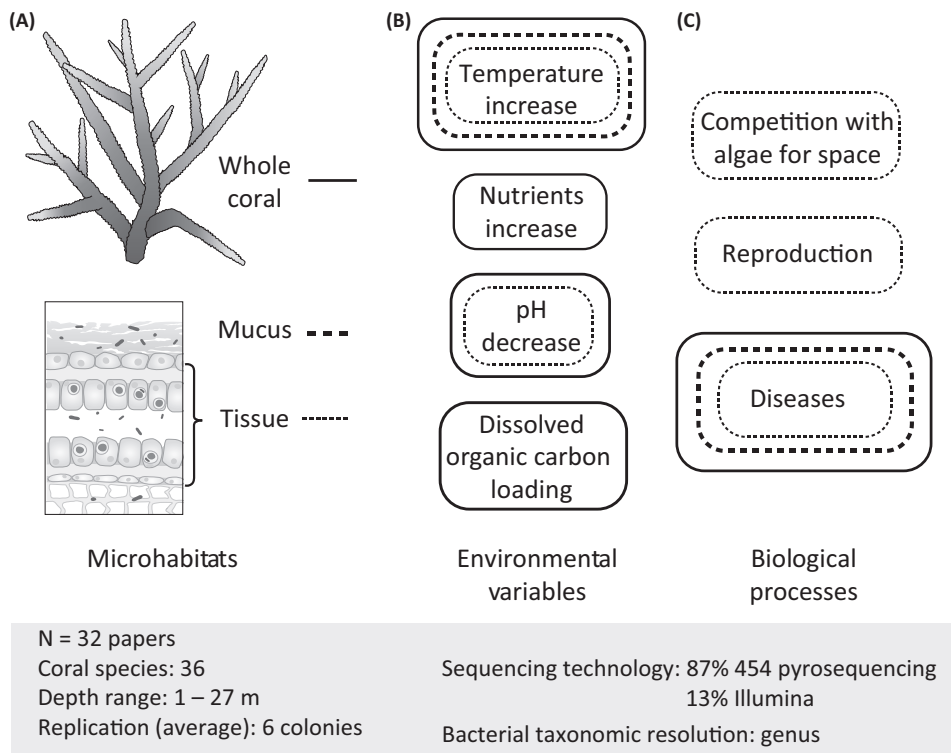 (A)
Whole
coral
Mucus
Tissue
Microhabitats
(B)
Temperature
increase
Nutrients
increase
pH
decrease
Dissolved
organic carbon
loading
Environmental
variables
(C)
Competition with
algae for space
Reproduction
Diseases
Biological
processes
N = 32 papers
Coral species: 36
Depth range: 1 – 27 m
Replication (average): 6 colonies
Sequencing technology: 87% 454 pyrosequencing
13% Illumina
Bacterial taxonomic resolution: genus